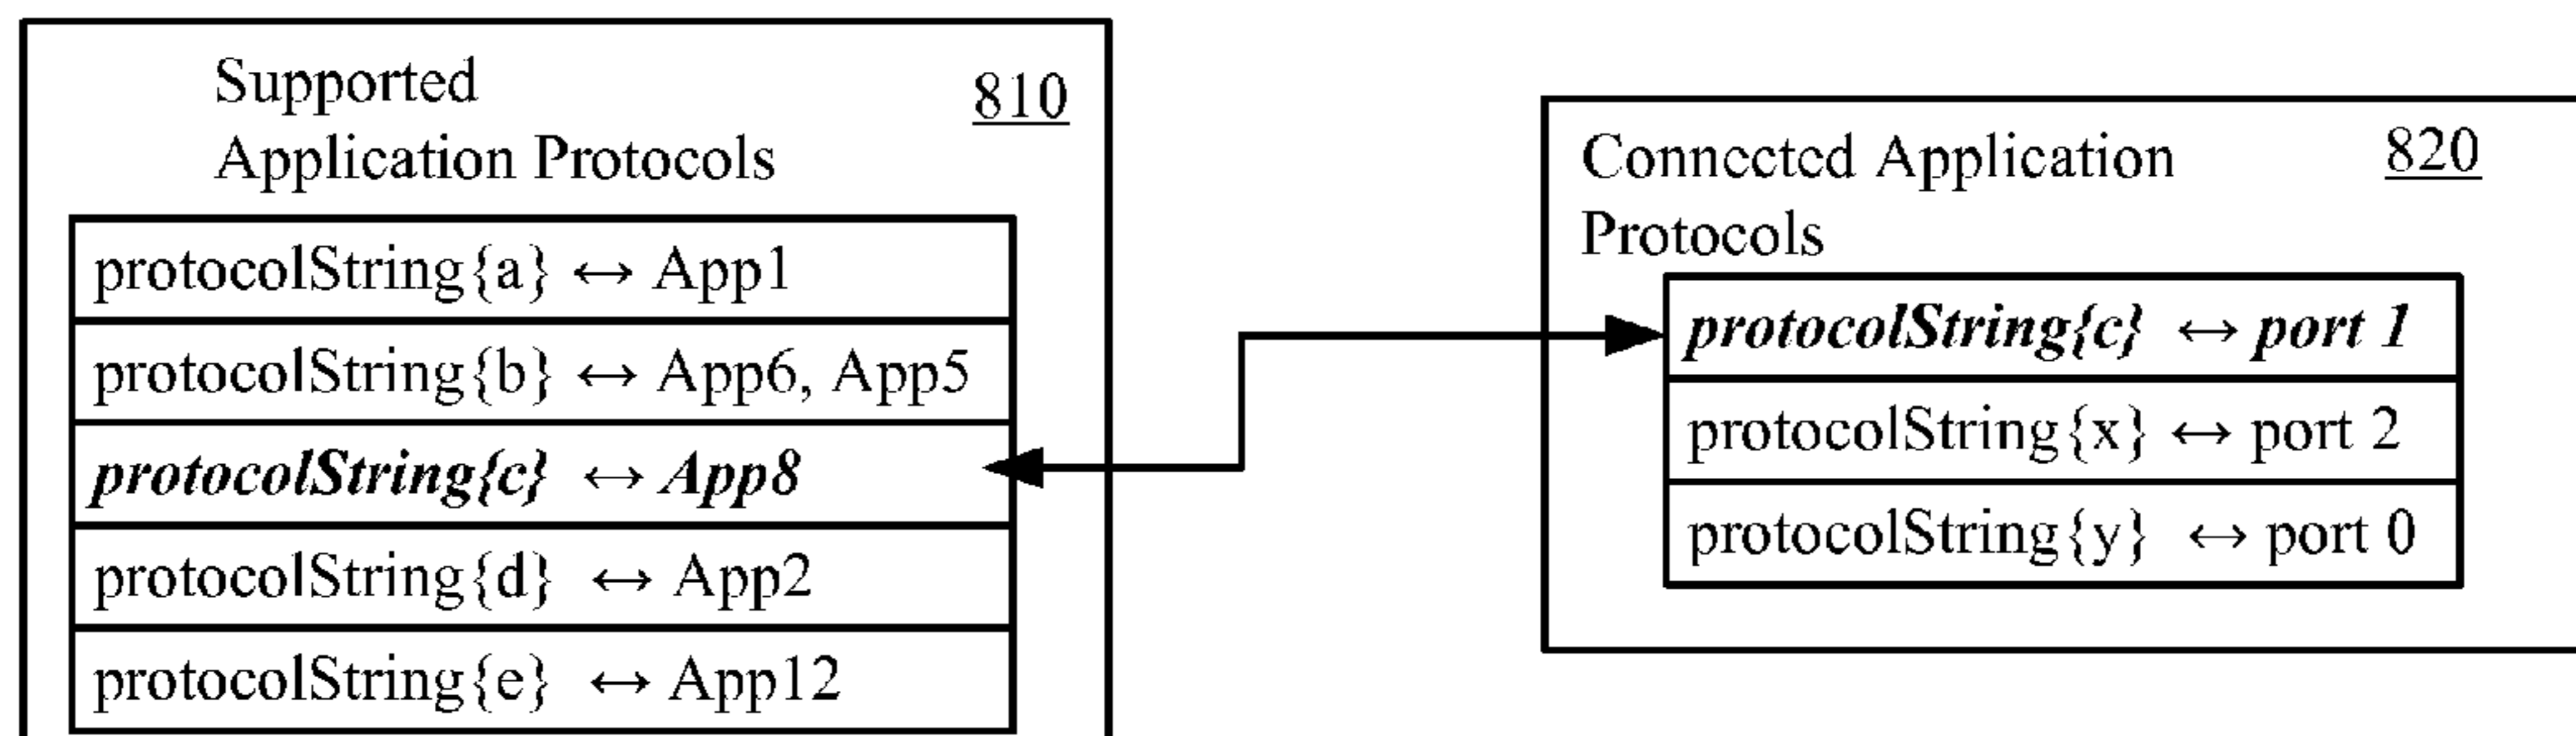 Supported
Application Protocols
810
protocolString{a} ↔ App1
protocolString{b} ↔ App6, App5
protocolString{c} ↔ App8
protocolString{d} ↔ App2
protocolString{e} ↔ App12
Connected Application
Protocols
820
protocolString{c} ↔ port 1
protocolString{x} ↔ port 2
protocolString{y} ↔ port 0